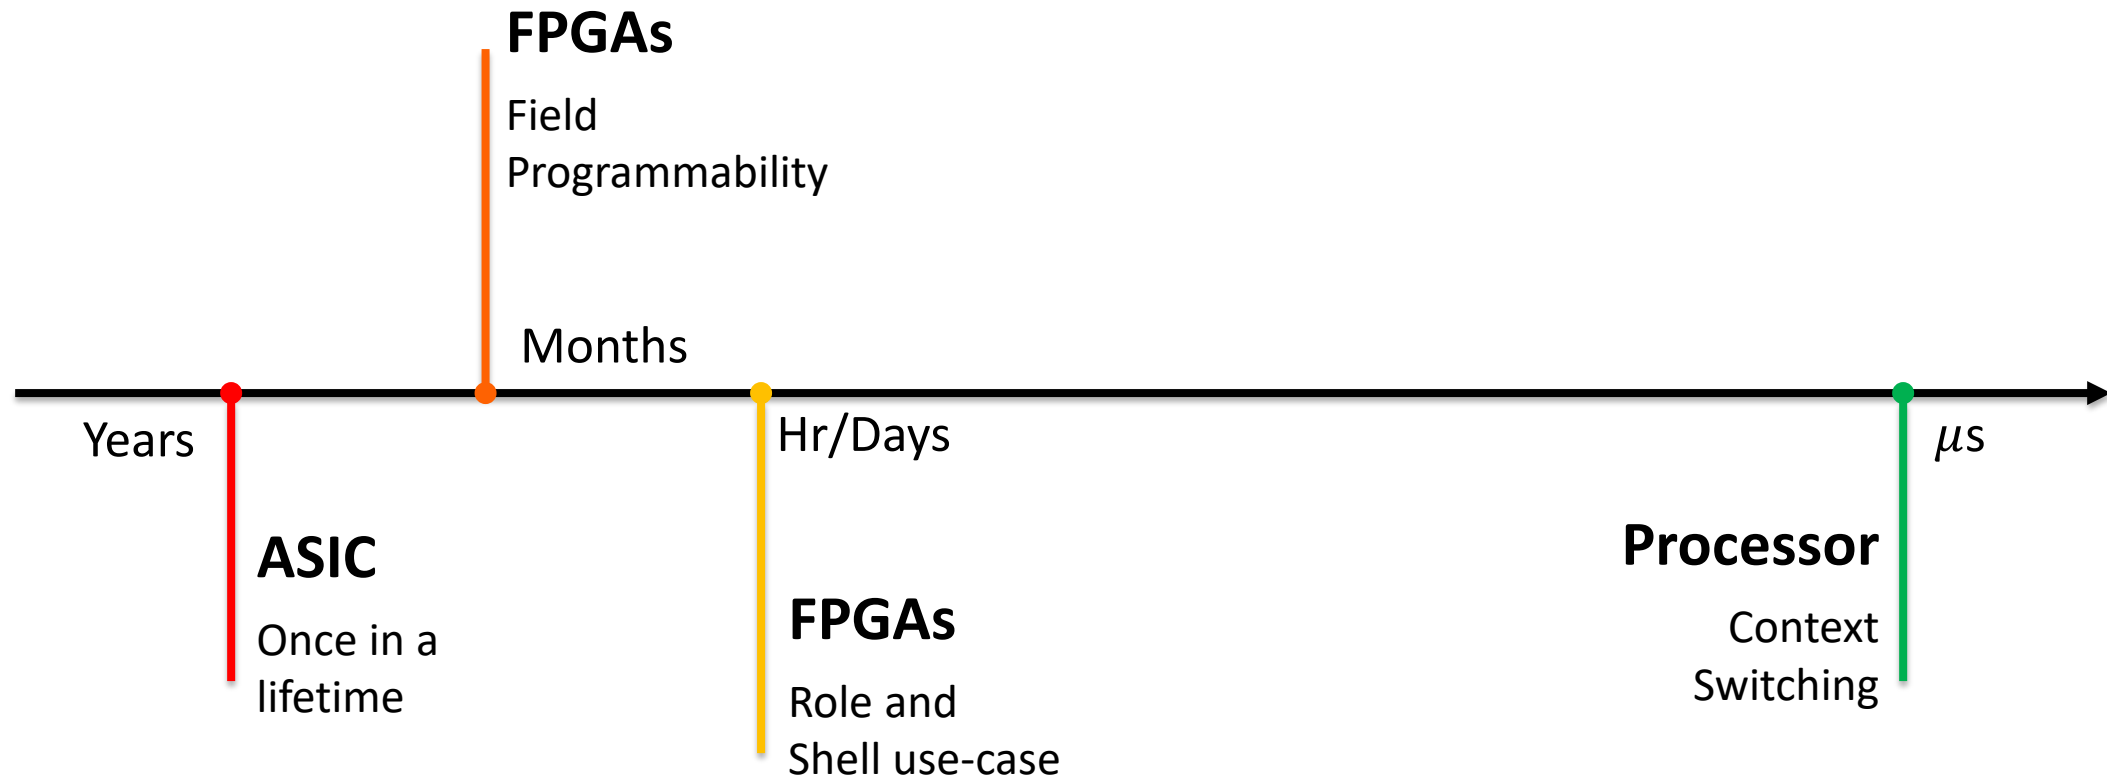 FPGAs
Field
Programmability
Months
Years
Hr/Days
μs
ASIC
Once in a
lifetime
FPGAs
Role and
Shell use-case
Processor
Context
Switching